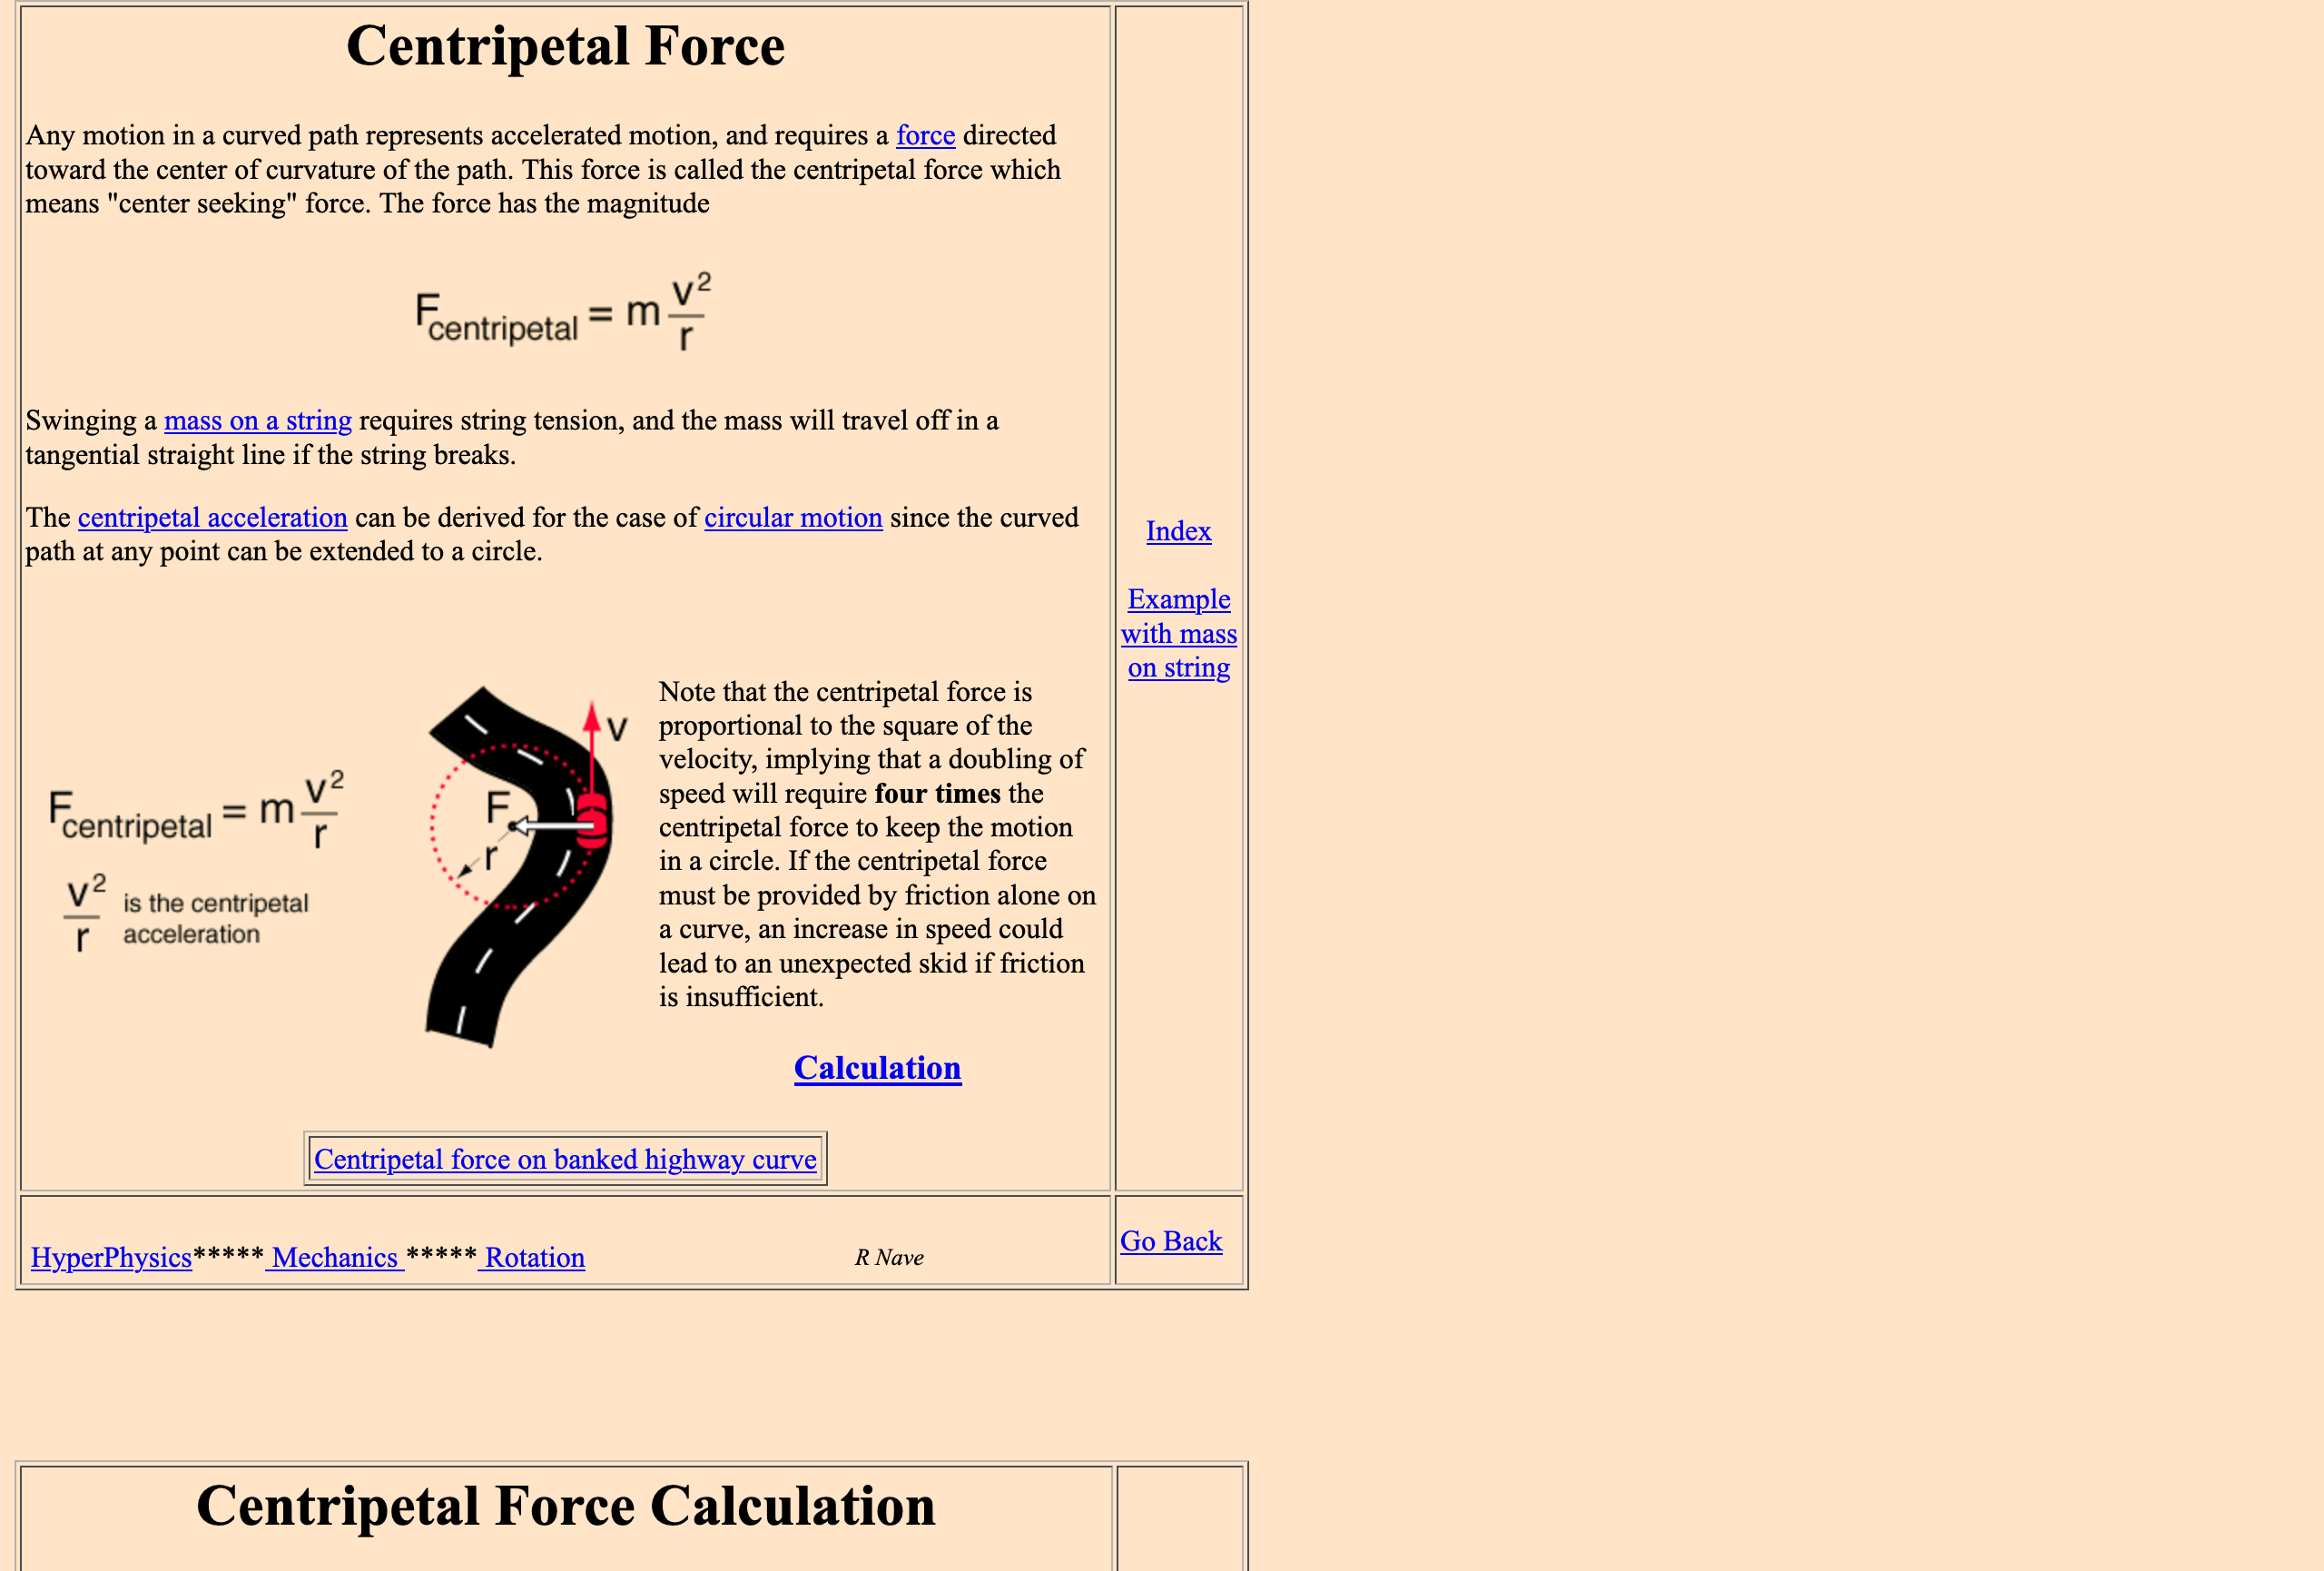 Centripetal Force
Any motion in a curved path represents accelerated motion, and requires a force directed
toward the center of curvature of the path. This force is called the centripetal force which
means "center seeking" force. The force has the magnitude
F centripetal = m v² / r
Swinging a mass on a string requires string tension, and the mass will travel off in a
tangential straight line if the string breaks.
The centripetal acceleration can be derived for the case of circular motion since the curved
path at any point can be extended to a circle.
F centripetal = m v² / r
v² / r is the centripetal
acceleration
v
F
r
Note that the centripetal force is
proportional to the square of the
velocity, implying that a doubling of
speed will require four times the
centripetal force to keep the motion
in a circle. If the centripetal force
must be provided by friction alone on
a curve, an increase in speed could
lead to an unexpected skid if friction
is insufficient.
Calculation
Centripetal force on banked highway curve
Index
Example
with mass
on string
HyperPhysics***** Mechanics ***** Rotation
R Nave
Go Back
Centripetal Force Calculation